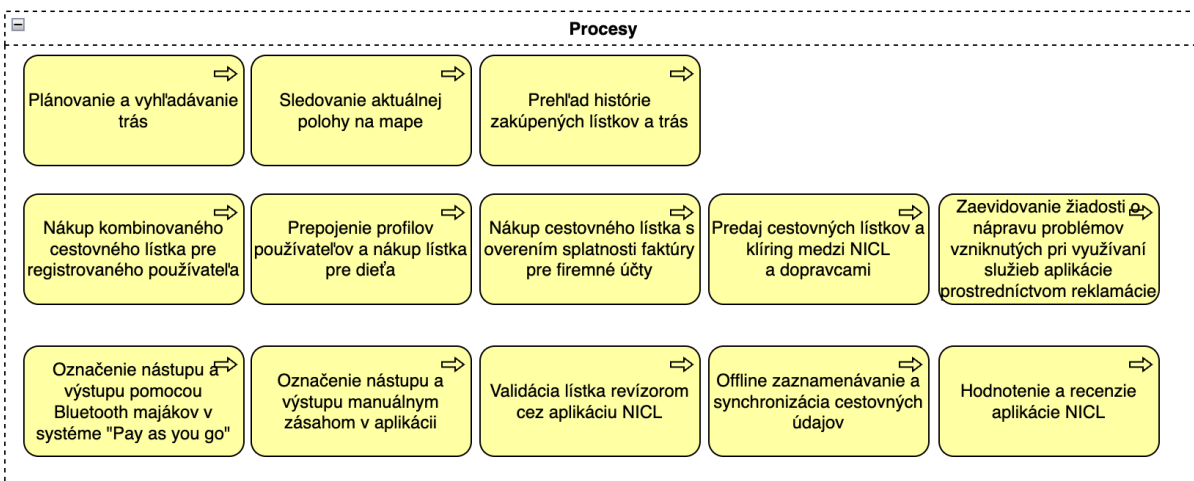 Procesy
Plánovanie a vyhľadávanie
trás
Sledovanie aktuálnej
polohy na mape
Prehľad histórie
zakúpených lístkov a trás
Nákup kombinovaného
cestovného lístka pre
registrovaného používateľa
Prepojenie profilov
používateľov a nákup lístka
pre dieťa
Nákup cestovného lístka s
overením splatnosti faktúry
pre firemné účty
Predaj cestovných lístkov a
klíring medzi NICL
a dopravcami
Zaevidovanie žiadosti o
nápravu problémov
vzniknutých pri využívaní
služieb aplikácie
prostredníctvom reklamácie
Označenie nástupu a
výstupu pomocou
Bluetooth majákov v
systéme "Pay as you go"
Označenie nástupu a
výstupu manuálnym
zásahom v aplikácii
Validácia lístka revízorom
cez aplikáciu NICL
Offline zaznamenávanie a
synchronizácia cestovných
údajov
Hodnotenie a recenzie
aplikácie NICL